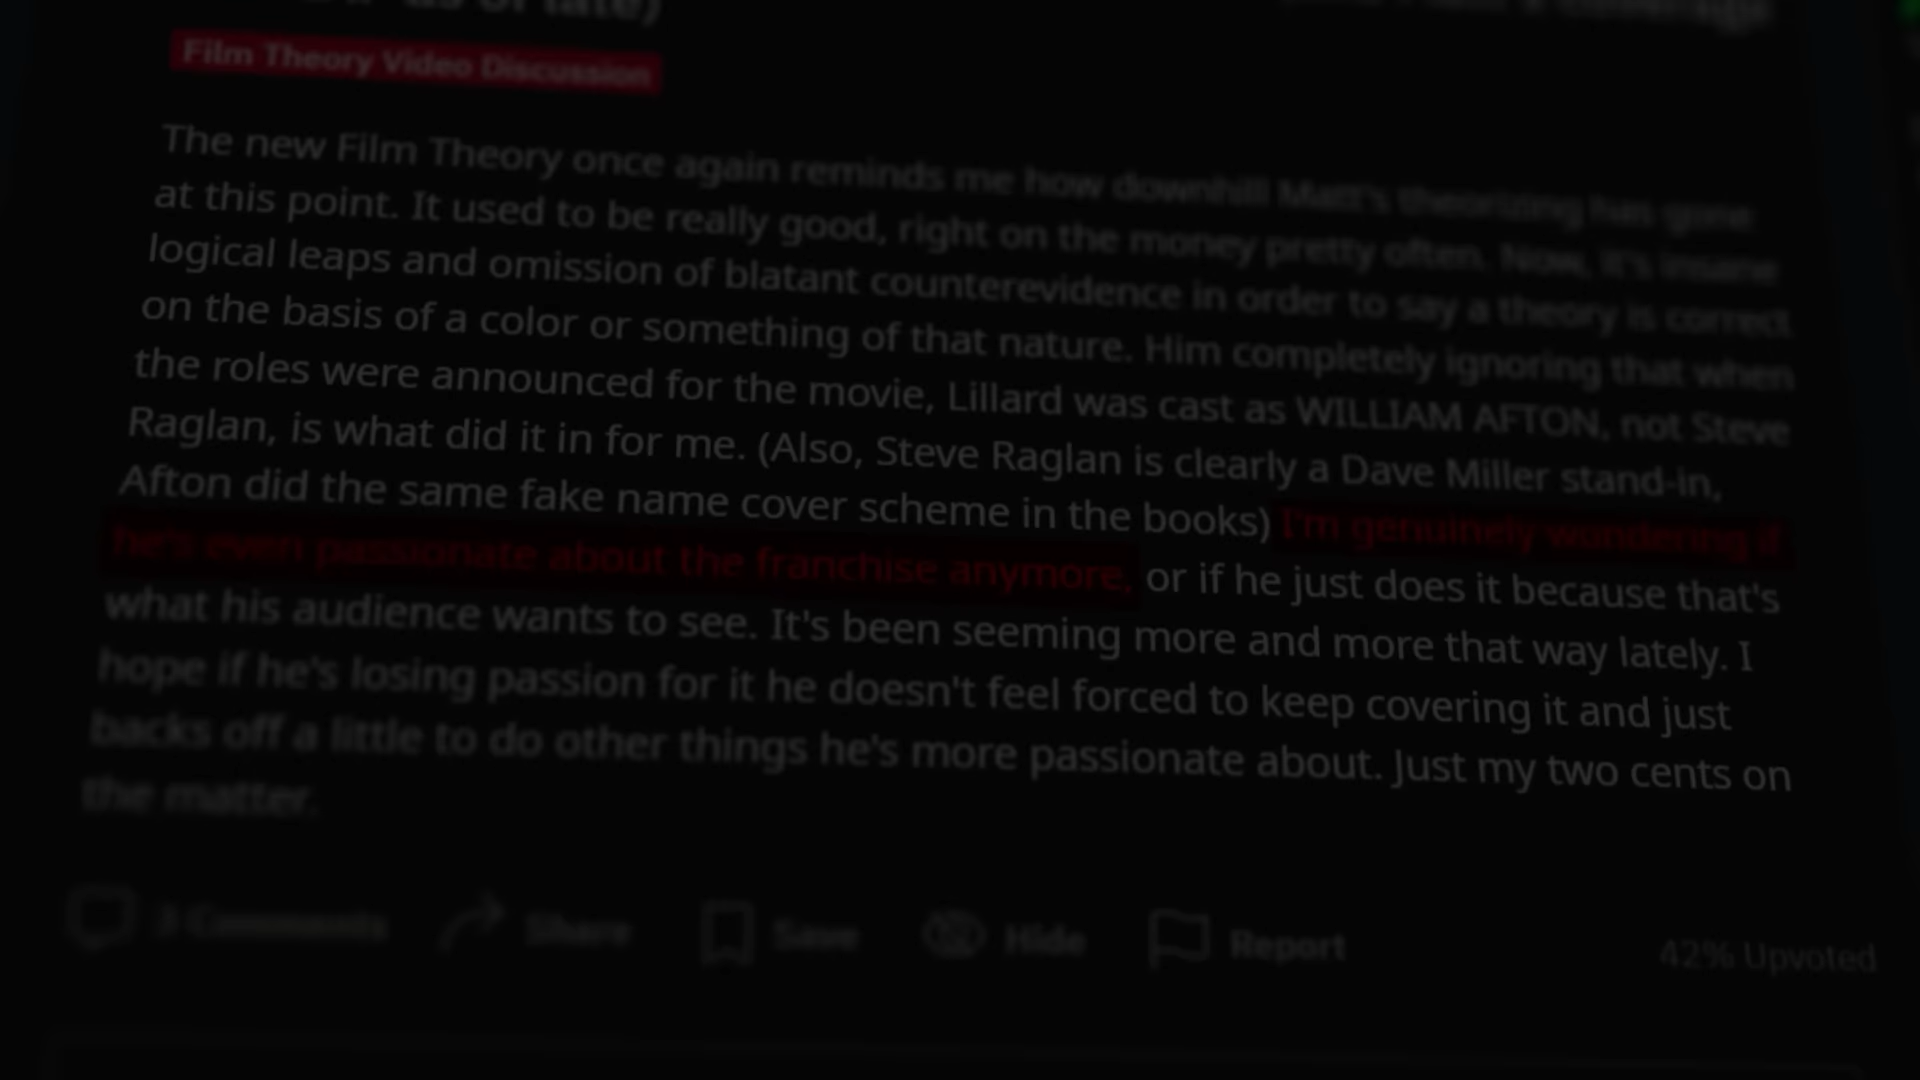 as of late)
Film Theory Video Discussion
The new Film Theory once again reminds me how downhill Matt's theorizing has gone
at this point. It used to be really good, right on the money pretty often. Now, it's insane
logical leaps and omission of blatant counterevidence in order to say a theory is correct
on the basis of a color or something of that nature. Him completely ignoring that when
the roles were announced for the movie, Lillard was cast as WILLIAM AFTON, not Steve
Raglan, is what did it in for me. (Also, Steve Raglan is clearly a Dave Miller stand-in,
Afton did the same fake name cover scheme in the books) I'm genuinely wondering if
he's even passionate about the franchise anymore, or if he just does it because that's
what his audience wants to see. It's been seeming more and more that way lately. I
hope if he's losing passion for it he doesn't feel forced to keep covering it and just
backs off a little to do other things he's more passionate about. Just my two cents on
the matter.
3 Comments Share Save Hide Report 42% Upvoted